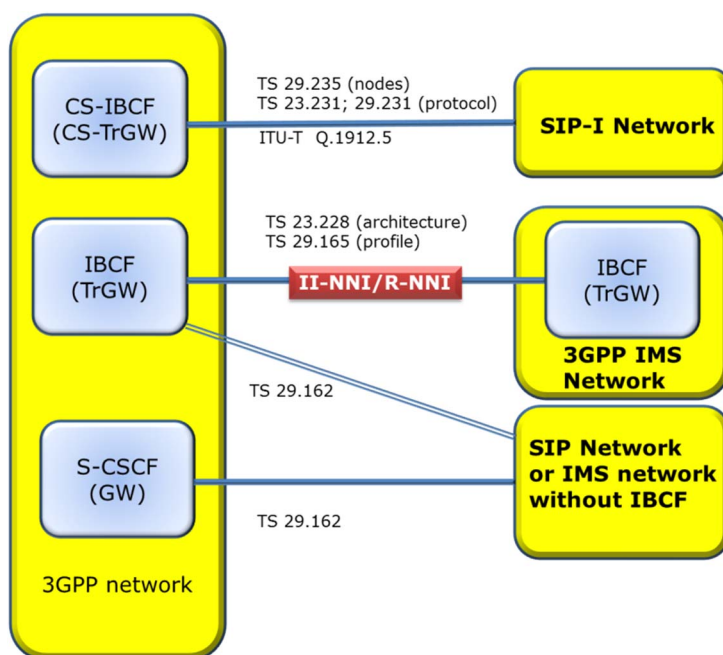 CS-IBCF
(CS-TrGW)
TS 29.235 (nodes)
TS 23.231; 29.231 (protocol)
ITU-T Q.1912.5
SIP-I Network
IBCF
(TrGW)
TS 23.228 (architecture)
TS 29.165 (profile)
II-NNI/R-NNI
IBCF
(TrGW)
3GPP IMS
Network
TS 29.162
S-CSCF
(GW)
TS 29.162
SIP Network
or IMS network
without IBCF
3GPP network